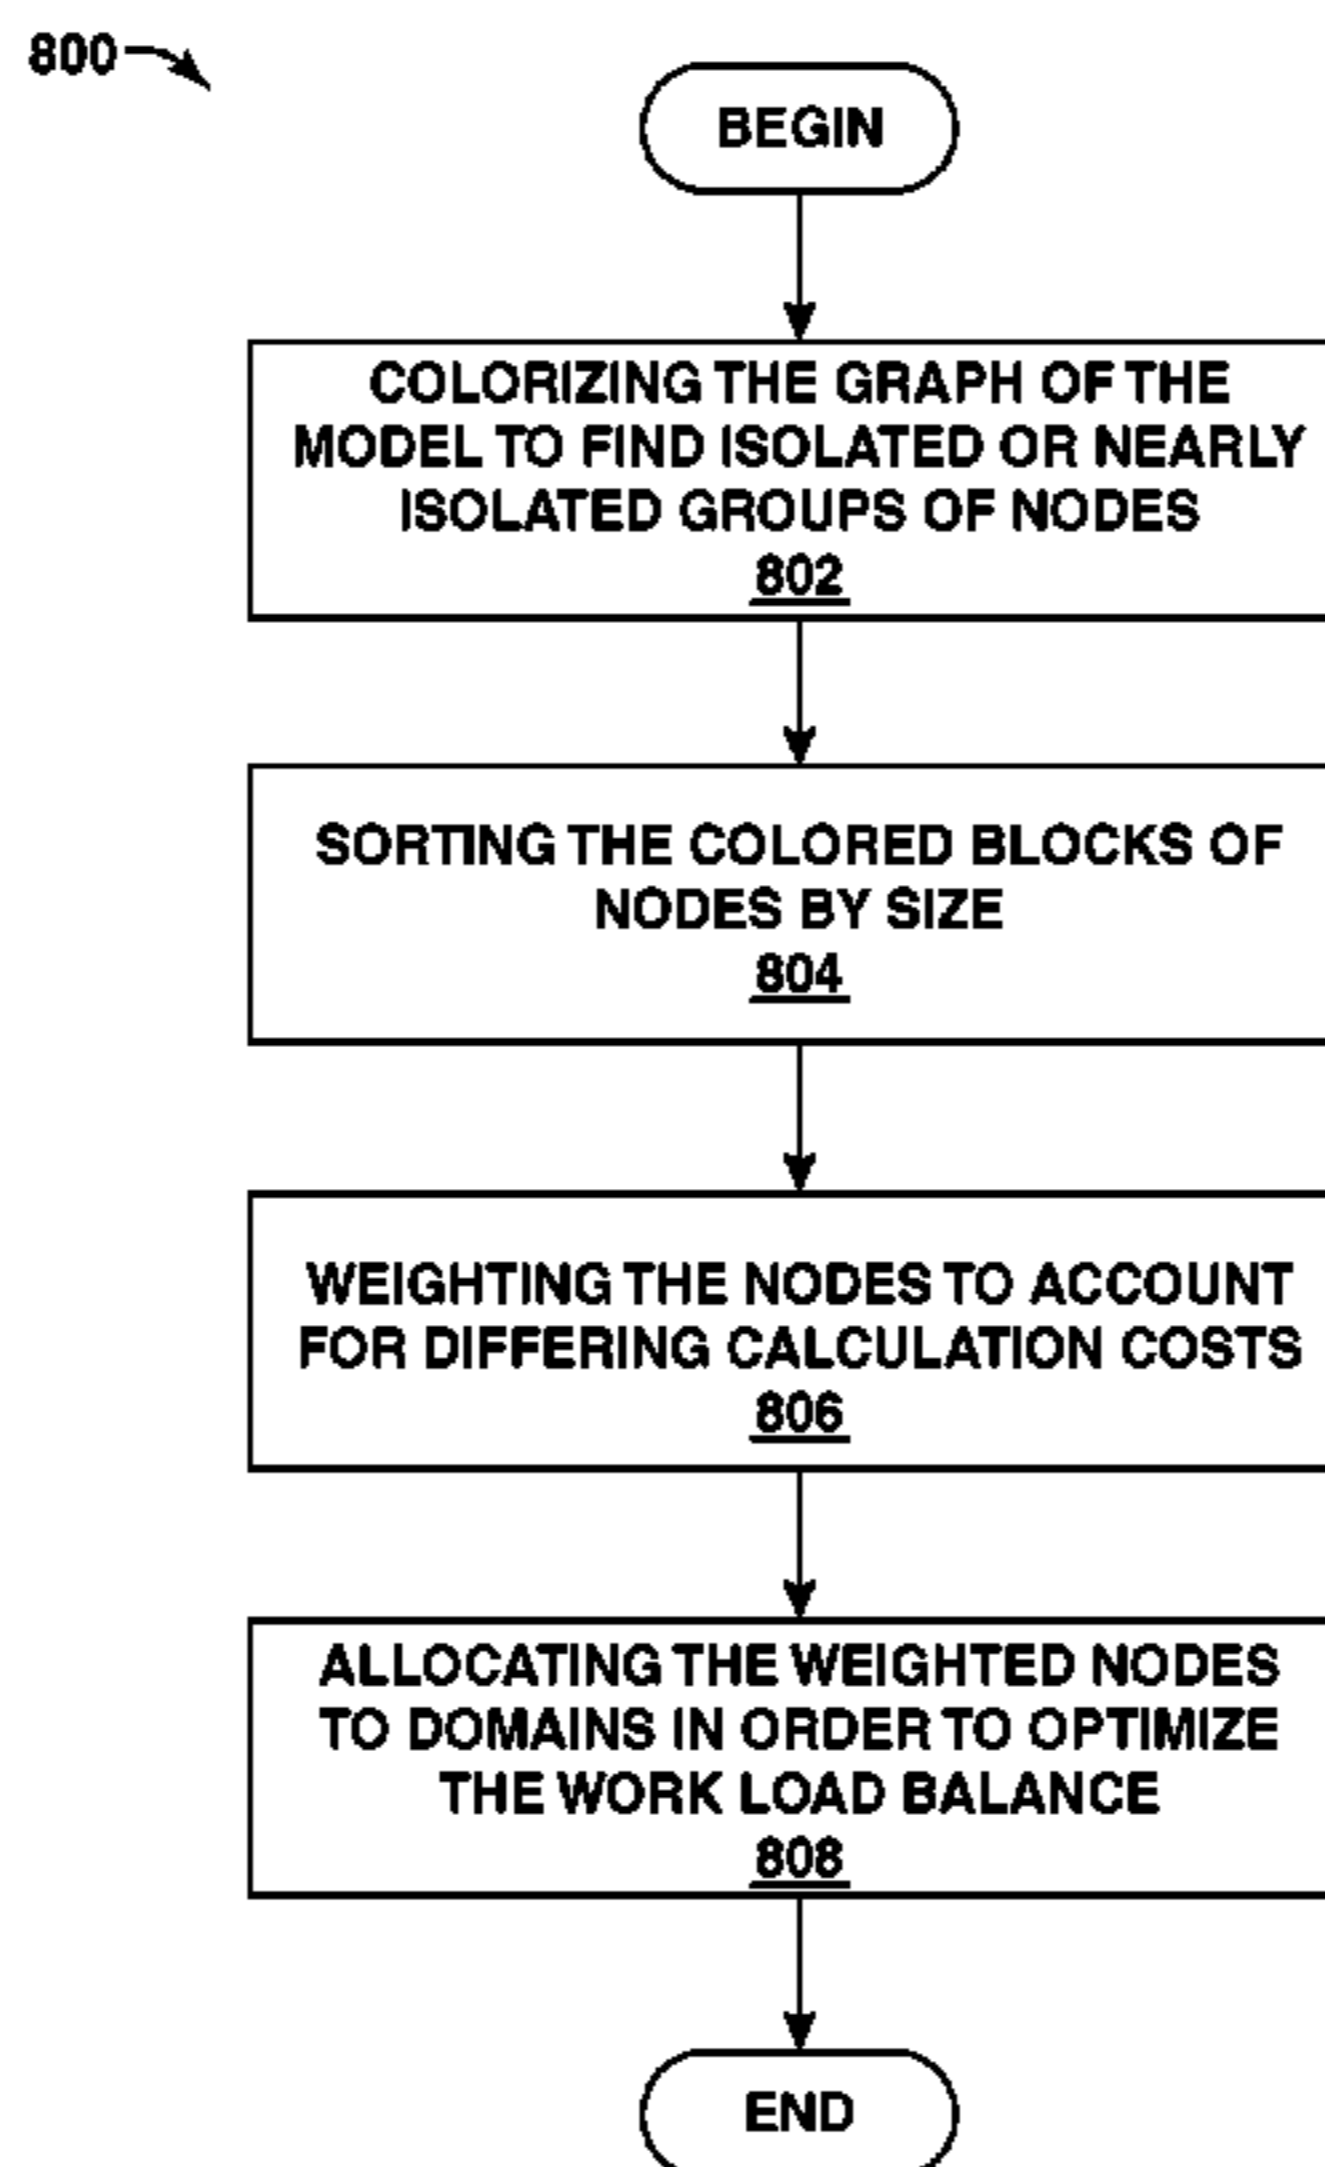 800
BEGIN
COLORIZING THE GRAPH OF THE
MODEL TO FIND ISOLATED OR NEARLY
ISOLATED GROUPS OF NODES
802
SORTING THE COLORED BLOCKS OF
NODES BY SIZE
804
WEIGHTING THE NODES TO ACCOUNT
FOR DIFFERING CALCULATION COSTS
806
ALLOCATING THE WEIGHTED NODES
TO DOMAINS IN ORDER TO OPTIMIZE
THE WORK LOAD BALANCE
808
END